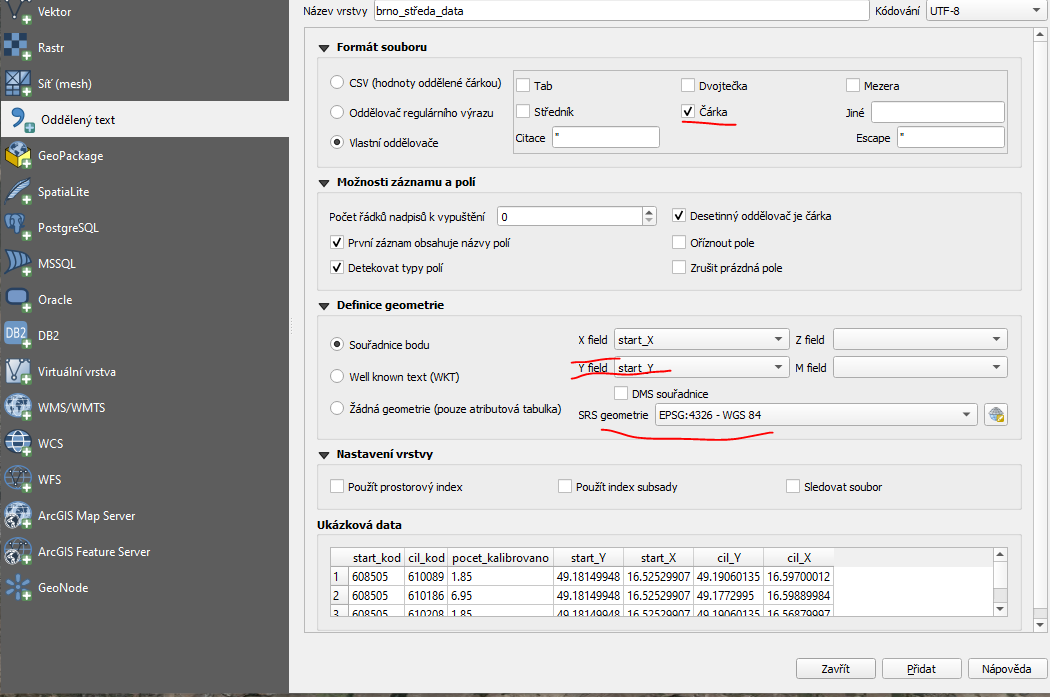 Vektor
Rastr
Síť (mesh)
Oddělený text
GeoPackage
SpatiaLite
PostgreSQL
MSSQL
Oracle
DB2
DB2
Virtuální vrstva
WMS/WMTS
WCS
WFS
ArcGIS Map Server
ArcGIS Feature Server
GeoNode
Název vrstvy brno_středa_data Kódování UTF-8
Formát souboru
CSV (hodnoty oddělené čárkou) Tab Dvojtečka Mezera
Oddělovač regulárního výrazu Středník Čárka Jiné
Vlastní oddělovače Citace " Escape "
Možnosti záznamu a polí
Počet řádků nadpisů k vypuštění 0 Desetinný oddělovač je čárka
První záznam obsahuje názvy polí Oříznout pole
Detekovat typy polí Zrušit prázdná pole
Definice geometrie
Souřadnice bodu X field start_X Z field
Y field start_Y M field
Well known text (WKT)
DMS souřadnice
Žádná geometrie (pouze atributová tabulka) SRS geometrie EPSG:4326 - WGS 84
Nastavení vrstvy
Použít prostorový index Použít index subsady Sledovat soubor
Ukázková data
start_kod cil_kod pocet_kalibrovano start_Y start_X cil_Y cil_X
1 608505 610089 1.85 49.18149948 16.52529907 49.19060135 16.59700012
2 608505 610186 6.95 49.18149948 16.52529907 49.1772995 16.59889984
3 608505 610208 1.85 49.18149948 16.52529907 49.19060135 16.56879997
Zavřít Přidat Nápověda